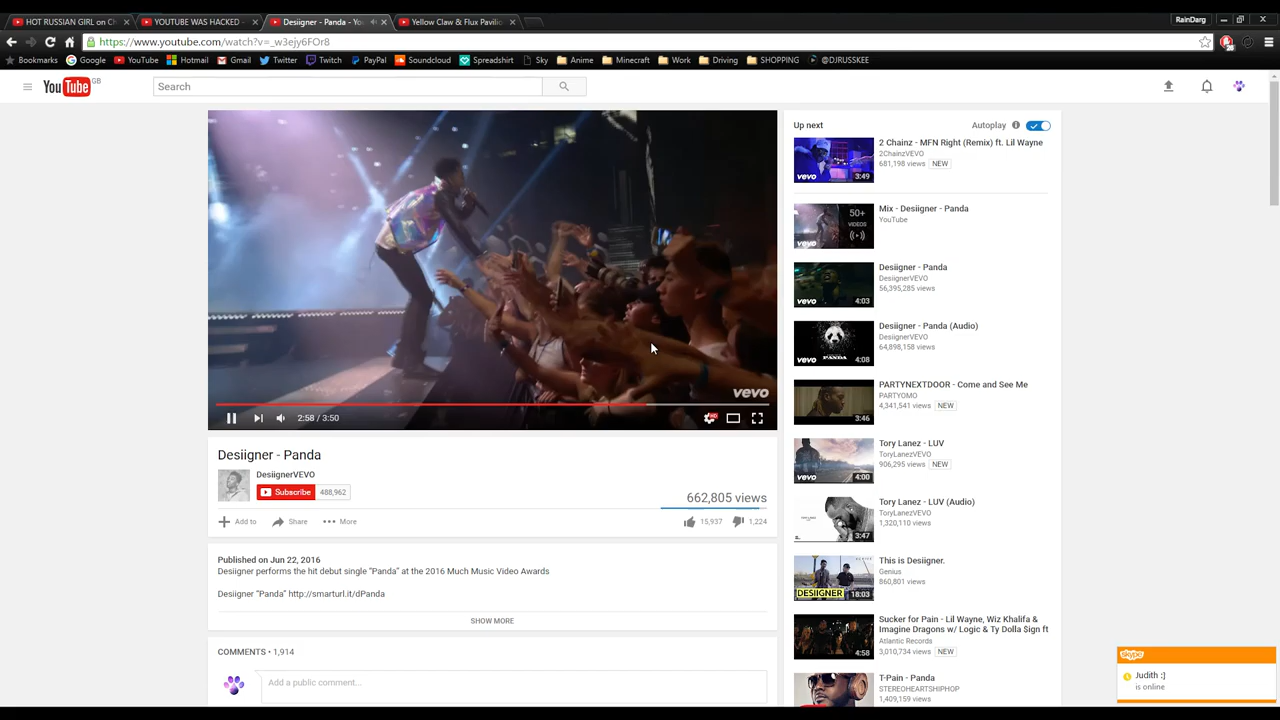 HOT RUSSIAN GIRL on Ch
YOUTUBE WAS HACKED -
Desiigner - Panda - You
Yellow Claw & Flux Pavilio
RainDarg
https://www.youtube.com/watch?v=_w3ejy6FOr8
Bookmarks
Google
YouTube
Hotmail
Gmail
Twitter
Twitch
PayPal
Soundcloud
Spreadshirt
Sky
Anime
Minecraft
Work
Driving
SHOPPING
@DJRUSSKEE
YouTube GB
Search
vevo
2:58 / 3:50
HD
Desiigner - Panda
DesiignerVEVO
Subscribe 488,962
662,805 views
Add to
Share
More
15,937
1,224
Published on Jun 22, 2016
Desiigner performs the hit debut single "Panda" at the 2016 Much Music Video Awards
Desiigner "Panda" http://smarturl.it/dPanda
SHOW MORE
COMMENTS • 1,914
Add a public comment...
Up next
Autoplay
vevo
3:49
2 Chainz - MFN Right (Remix) ft. Lil Wayne
2ChainzVEVO
681,198 views NEW
vevo
50+
VIDEOS
Mix - Desiigner - Panda
YouTube
vevo
4:03
Desiigner - Panda
DesiignerVEVO
56,395,285 views
PANDA
vevo
4:08
Desiigner - Panda (Audio)
DesiignerVEVO
64,898,158 views
3:46
PARTYNEXTDOOR - Come and See Me
PARTYOMO
4,341,541 views NEW
vevo
4:00
Tory Lanez - LUV
ToryLanezVEVO
906,295 views NEW
3:47
Tory Lanez - LUV (Audio)
ToryLanezVEVO
1,320,110 views
DESIIGNER
18:03
This is Desiigner.
Genius
860,801 views
4:58
Sucker for Pain - Lil Wayne, Wiz Khalifa &
Imagine Dragons w/ Logic & Ty Dolla $ign ft
Atlantic Records
3,010,734 views NEW
T-Pain - Panda
STEREOHEARTSHIPHOP
1,409,159 views
skype
Judith :]
is online